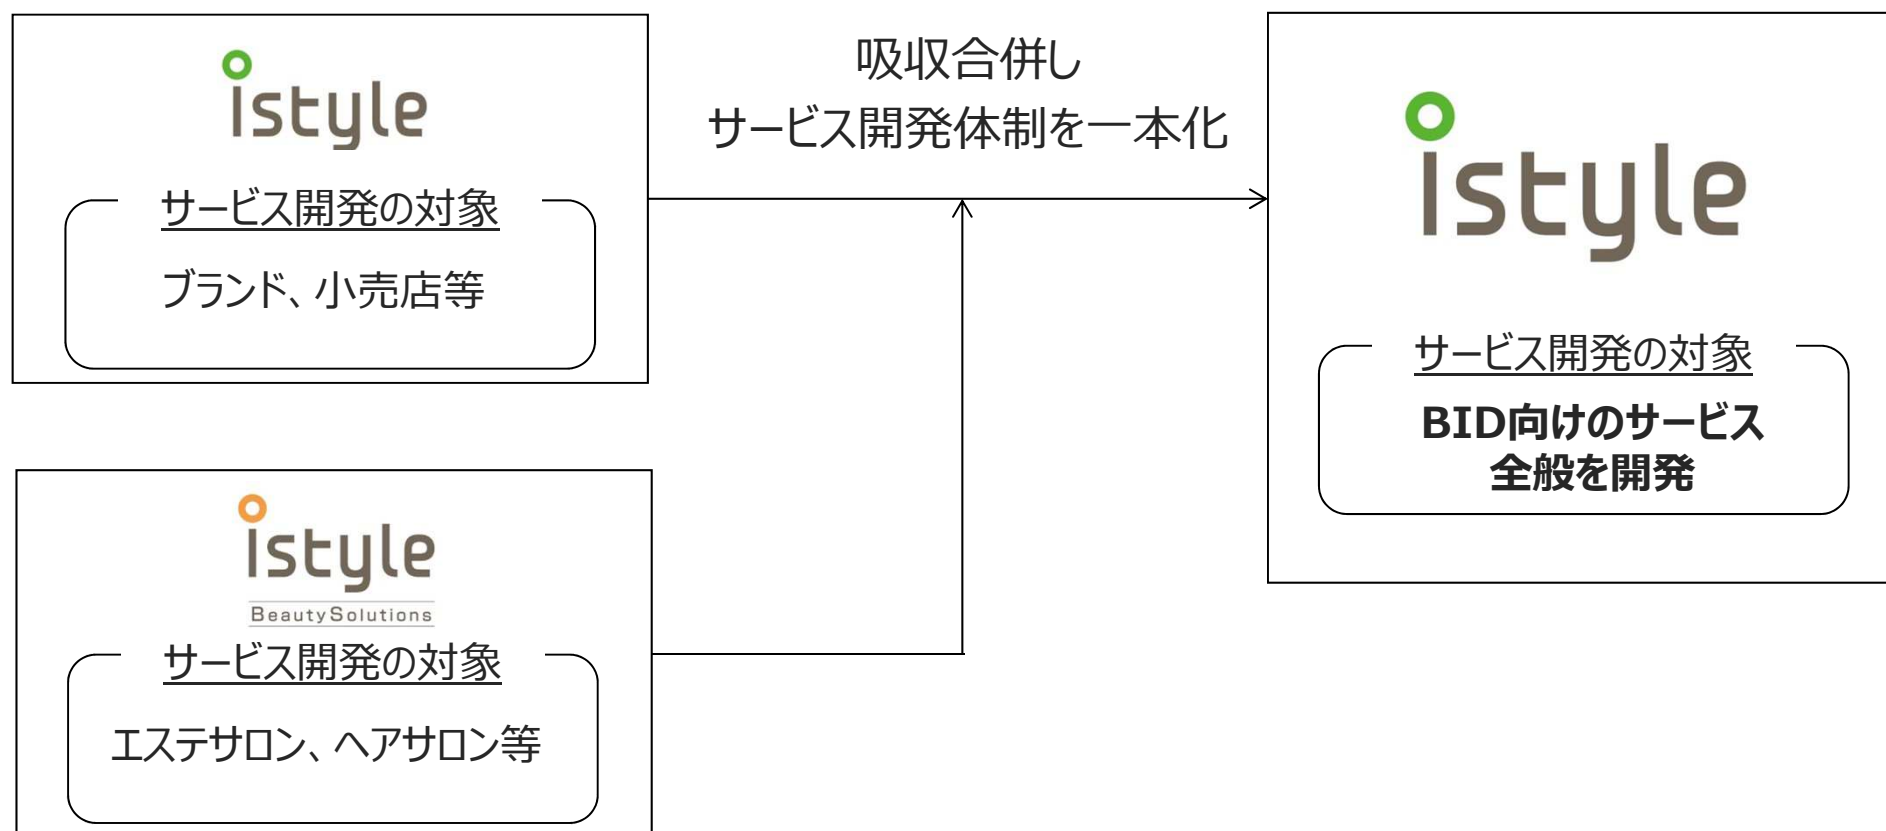 istyle
サービス開発の対象
ブランド、小売店等
吸収合併し
サービス開発体制を一本化
istyle
サービス開発の対象
BID向けのサービス
全般を開発
istyle
BeautySolutions
サービス開発の対象
エステサロン、ヘアサロン等